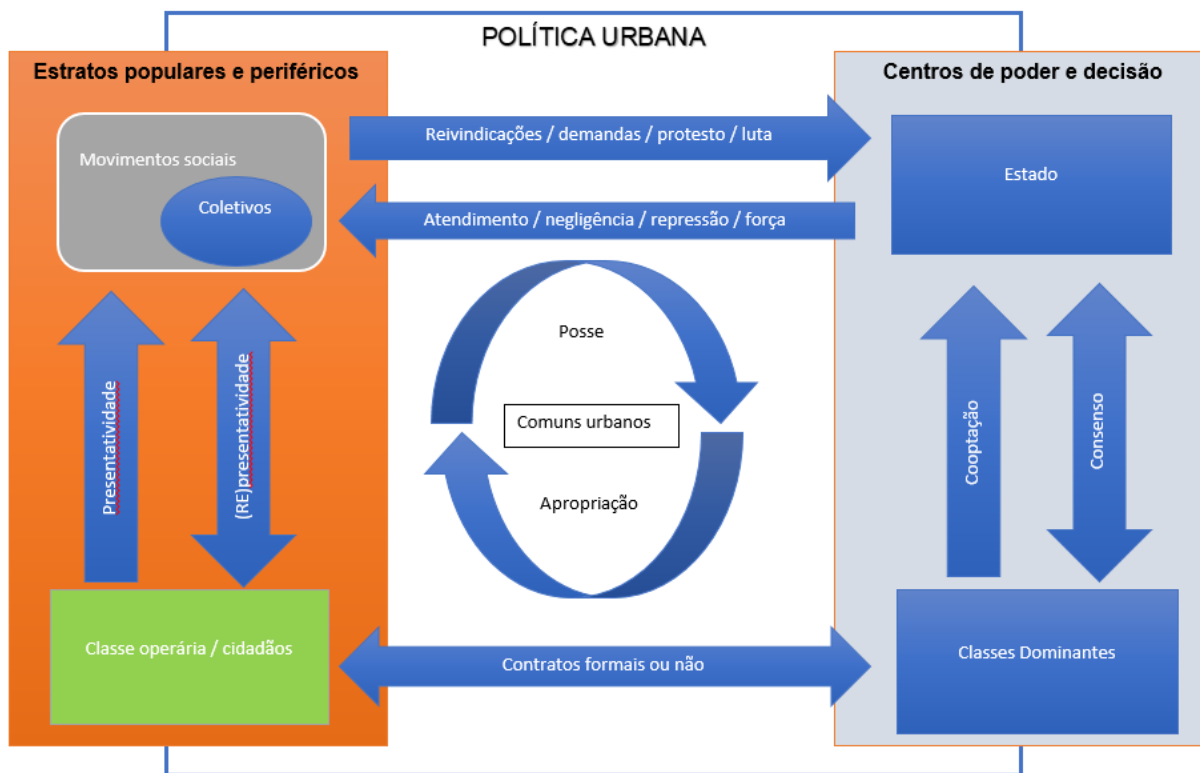 POLÍTICA URBANA
Estratos populares e periféricos
Centros de poder e decisão
Movimentos sociais
Coletivos
Reivindicações / demandas / protesto / luta
Estado
Atendimento / negligência / repressão / força
Posse
Comuns urbanos
Apropriação
Presentatividade
(RE)presentatividade
Cooptação
Consenso
Classe operária / cidadãos
Contratos formais ou não
Classes Dominantes